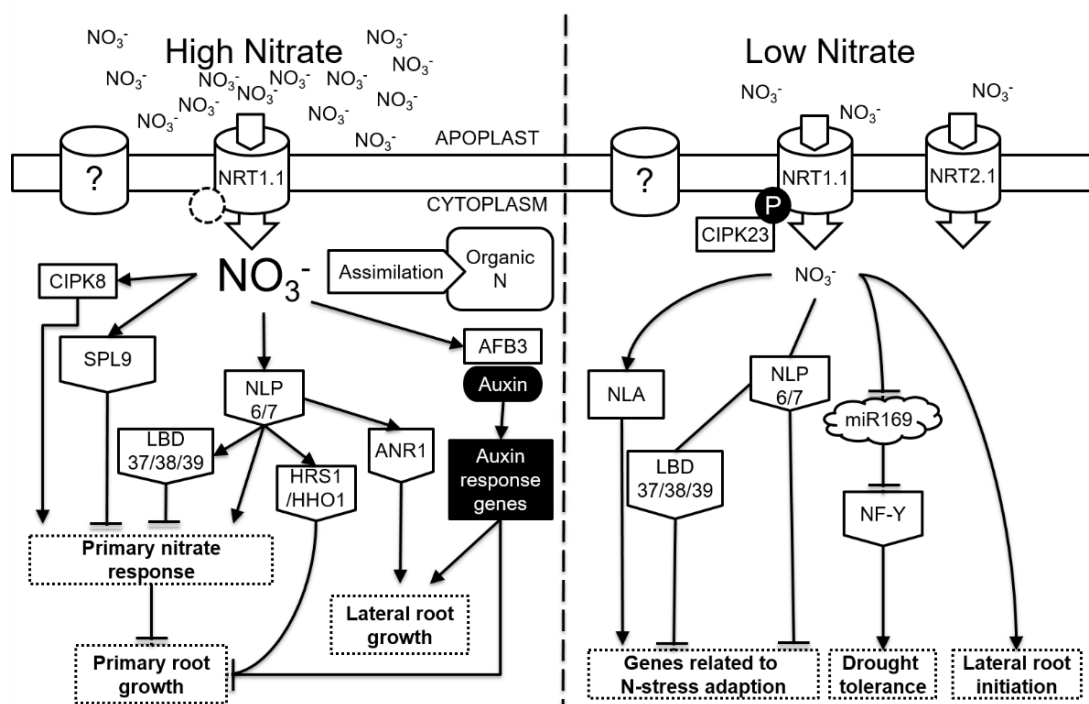 High Nitrate
NO₃⁻
NO₃⁻
NO₃⁻
NO₃⁻
NO₃⁻
NO₃⁻
NO₃⁻
NO₃⁻
NO₃⁻
NO₃⁻
NO₃⁻
NO₃⁻
NO₃⁻
NO₃⁻
APOPLAST
?
NRT1.1
CYTOPLASM
NO₃⁻
Assimilation
Organic
N
CIPK8
SPL9
AFB3
Auxin
NLP
6/7
LBD
37/38/39
HRS1
/HHO1
ANR1
Auxin
response
genes
Primary nitrate
response
Lateral root
growth
Primary root
growth
Low Nitrate
NO₃⁻
NO₃⁻
NO₃⁻
?
NRT1.1
NRT2.1
P
CIPK23
NO₃⁻
NLA
NLP
6/7
LBD
37/38/39
miR169
NF-Y
Genes related to
N-stress adaption
Drought
tolerance
Lateral root
initiation